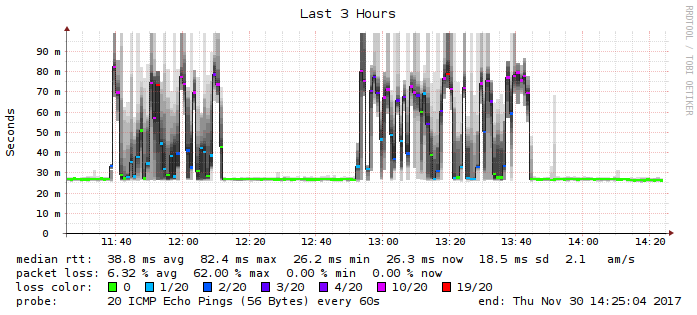 Last 3 Hours
RRDTOOL / TOBI OETIKER
Seconds
90 m
80 m
70 m
60 m
50 m
40 m
30 m
20 m
10 m
0
11:40 12:00 12:20 12:40 13:00 13:20 13:40 14:00 14:20
median rtt: 38.8 ms avg 82.4 ms max 26.2 ms min 26.3 ms now 18.5 ms sd 2.1 am/s
packet loss: 6.32 % avg 62.00 % max 0.00 % min 0.00 % now
loss color: 0 1/20 2/20 3/20 4/20 10/20 19/20
probe: 20 ICMP Echo Pings (56 Bytes) every 60s end: Thu Nov 30 14:25:04 2017